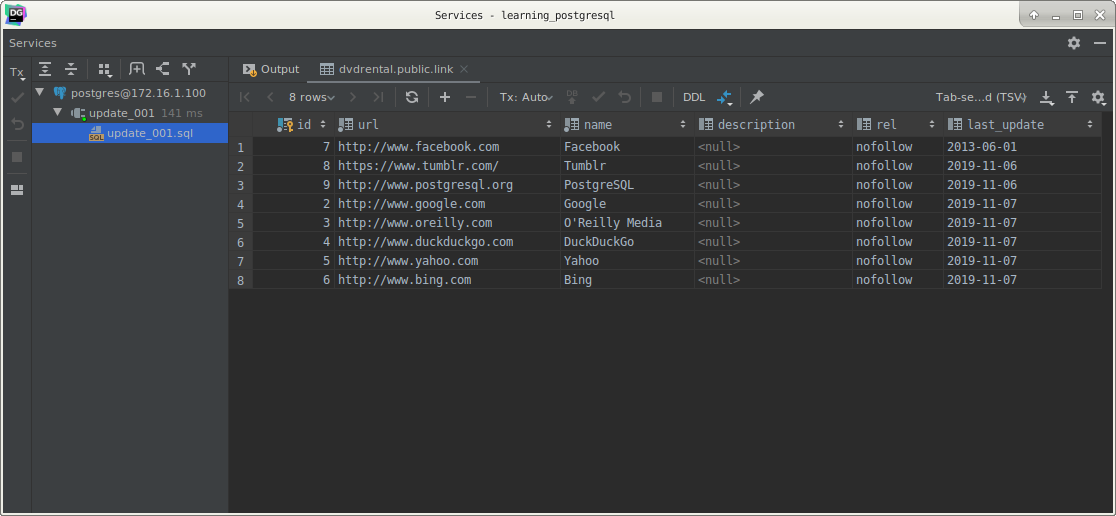 DG
Services - learning_postgresql
Services
Tx
Output
dvdrental.public.link
postgres@172.16.1.100
8 rows
Tx: Auto
DB
DDL
Tab-se...d (TSV)
update_001 141 ms
SQL update_001.sql
id url name description rel last_update
1 7 http://www.facebook.com Facebook <null> nofollow 2013-06-01
2 8 https://www.tumblr.com/ Tumblr <null> nofollow 2019-11-06
3 9 http://www.postgresql.org PostgreSQL <null> nofollow 2019-11-06
4 2 http://www.google.com Google <null> nofollow 2019-11-07
5 3 http://www.oreilly.com O'Reilly Media <null> nofollow 2019-11-07
6 4 http://www.duckduckgo.com DuckDuckGo <null> nofollow 2019-11-07
7 5 http://www.yahoo.com Yahoo <null> nofollow 2019-11-07
8 6 http://www.bing.com Bing <null> nofollow 2019-11-07